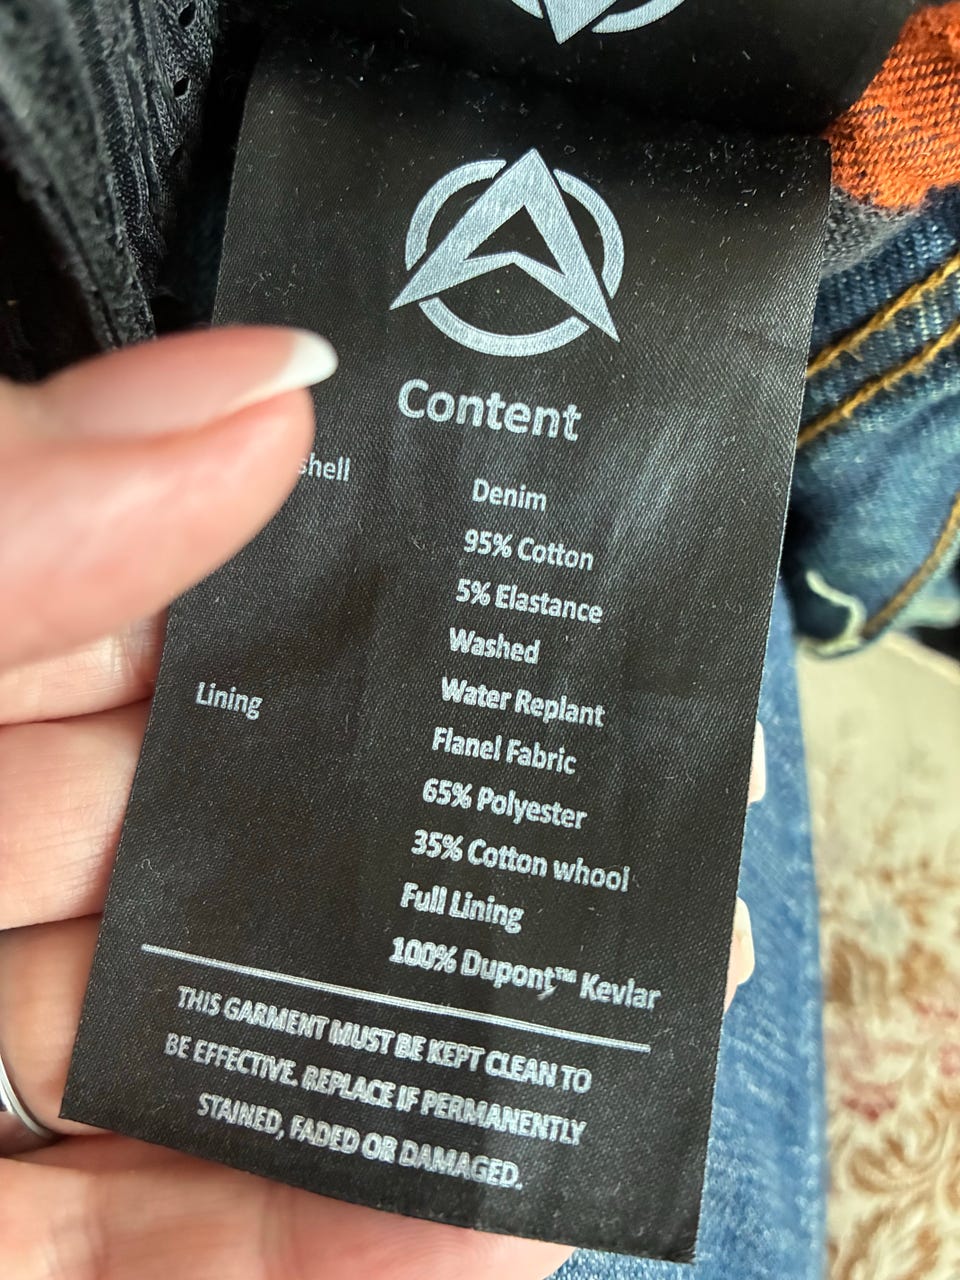 Content
shell
Denim
95% Cotton
5% Elastance
Washed
Lining
Water Replant
Flanel Fabric
65% Polyester
35% Cotton whool
Full Lining
100% Dupont™ Kevlar
THIS GARMENT MUST BE KEPT CLEAN TO
BE EFFECTIVE. REPLACE IF PERMANENTLY
STAINED, FADED OR DAMAGED.